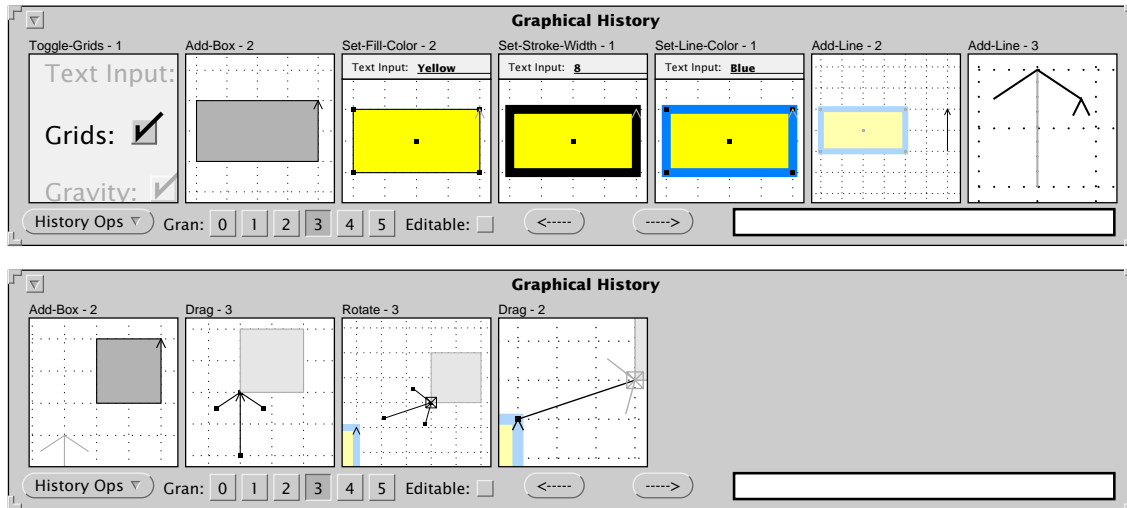 Graphical History
Toggle-Grids - 1 Add-Box - 2 Set-Fill-Color - 2 Set-Stroke-Width - 1 Set-Line-Color - 1 Add-Line - 2 Add-Line - 3
Text Input:
Grids:
Gravity:
Text Input: Yellow
Text Input: 8
Text Input: Blue
History Ops Gran: 0 1 2 3 4 5 Editable: <----- ----->
Graphical History
Add-Box - 2 Drag - 3 Rotate - 3 Drag - 2
History Ops Gran: 0 1 2 3 4 5 Editable: <----- ----->